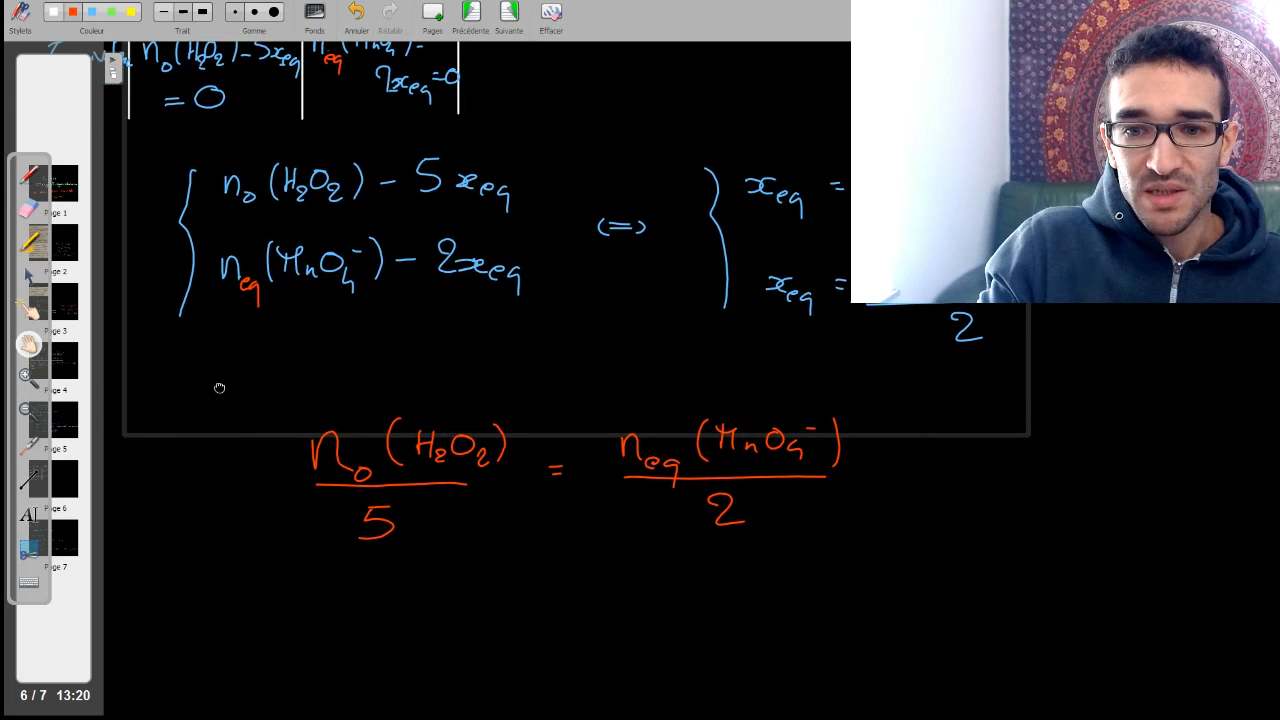 Stylets Couleur Trait Gomme Fonds Annuler Rétablir Pages Précédente Suivante Effacer
n₀(H₂O₂) – 5x_eq
= 0
2x_eq = 0
n₀(H₂O₂) – 5x_eq
n_eq(MnO₄⁻) – 2x_eq
<=>
x_eq =
x_eq =
2
n₀(H₂O₂) = n_eq(MnO₄⁻)
5 2
Page 1
Page 2
Page 3
Page 4
Page 5
Page 6
Page 7
6 / 7 13:20